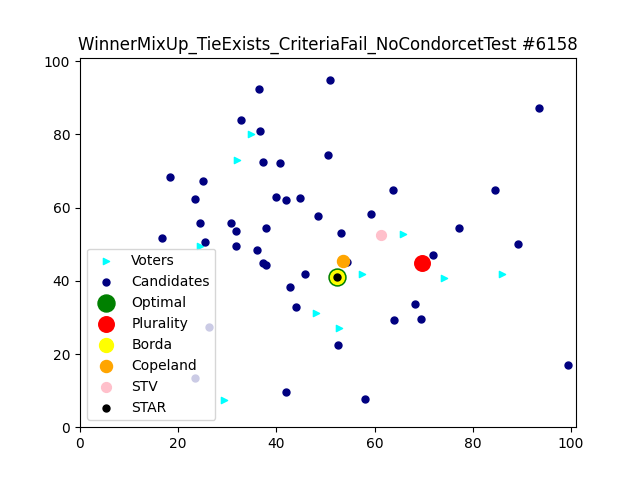 WinnerMixUp_TieExists_CriteriaFail_NoCondorcetTest #6158
100
80
60
40
20
0
Voters
Candidates
Optimal
Plurality
Borda
Copeland
STV
STAR
0 20 40 60 80 100